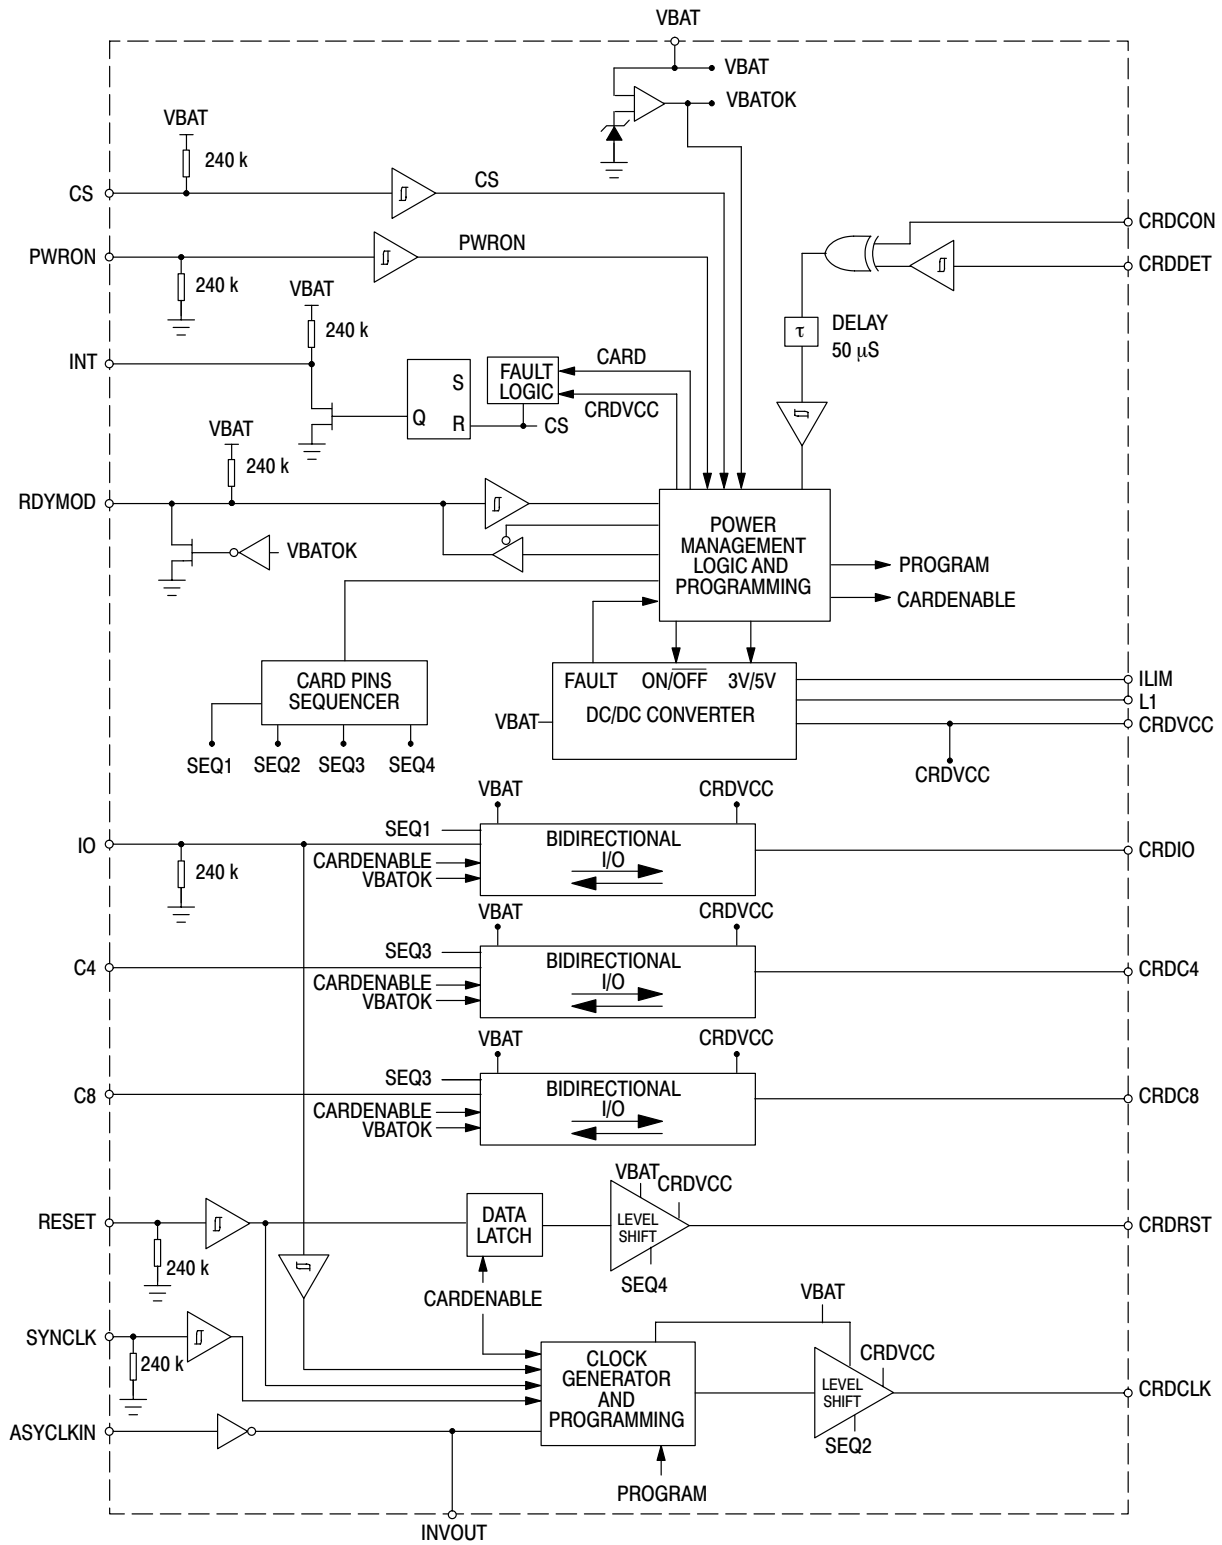 VBAT
VBAT
VBATOK
VBAT
240 k
CS
CS
CRDCON
PWRON
PWRON
240 k
CRDDET
VBAT
240 k
τ
DELAY
50 μS
INT
CARD
FAULT
LOGIC
CRDVCC
S
Q
R
CS
VBAT
240 k
RDYMOD
VBATOK
POWER
MANAGEMENT
LOGIC AND
PROGRAMMING
PROGRAM
CARDENABLE
CARD PINS
SEQUENCER
SEQ1
SEQ2
SEQ3
SEQ4
FAULT
ON/OFF
3V/5V
VBAT
DC/DC CONVERTER
ILIM
L1
CRDVCC
CRDVCC
VBAT
CRDVCC
SEQ1
IO
240 k
CARDENABLE
VBATOK
BIDIRECTIONAL
I/O
CRDIO
VBAT
CRDVCC
SEQ3
C4
CARDENABLE
VBATOK
BIDIRECTIONAL
I/O
CRDC4
VBAT
CRDVCC
SEQ3
C8
CARDENABLE
VBATOK
BIDIRECTIONAL
I/O
CRDC8
RESET
240 k
DATA
LATCH
VBAT
CRDVCC
LEVEL
SHIFT
SEQ4
CRDRST
CARDENABLE
SYNCLK
240 k
VBAT
CLOCK
GENERATOR
AND
PROGRAMMING
CRDVCC
LEVEL
SHIFT
SEQ2
CRDCLK
ASYCLKIN
PROGRAM
INVOUT